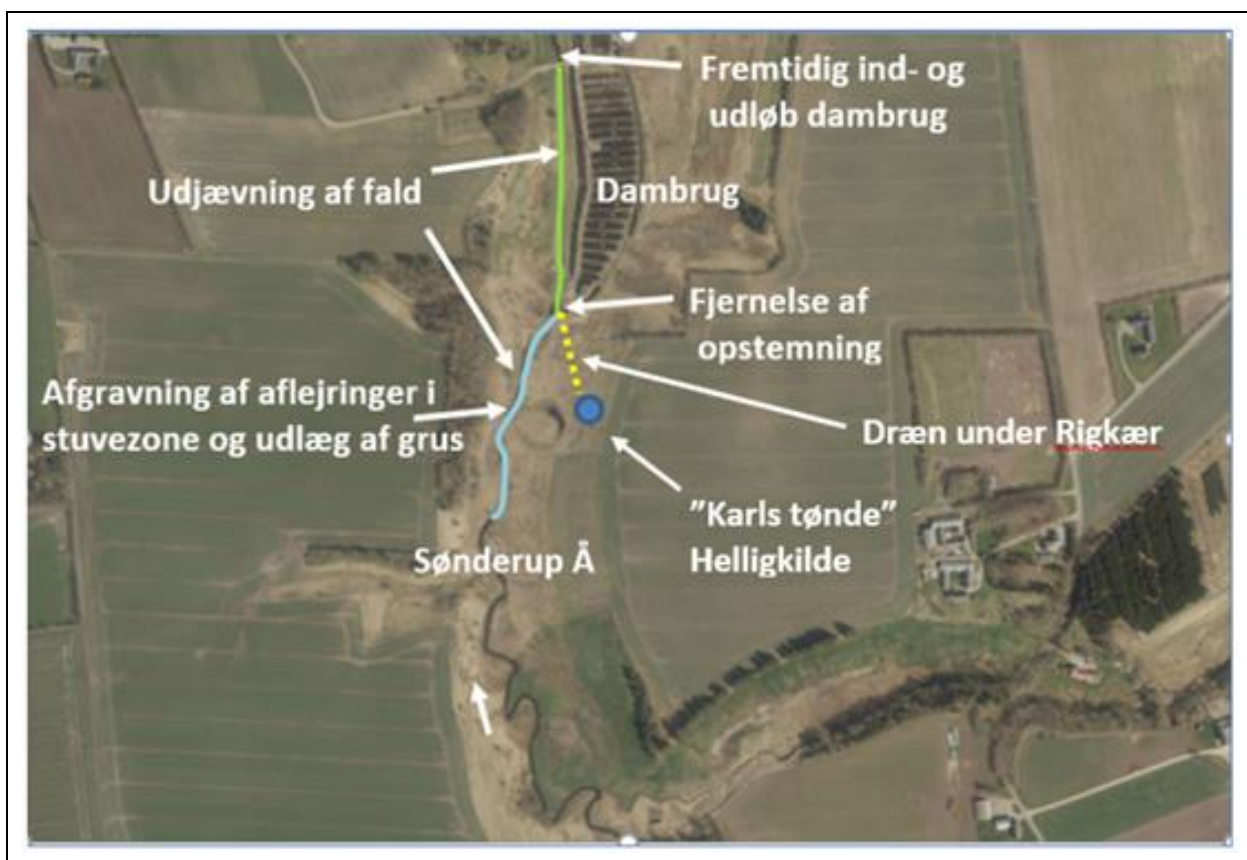 Fremtidig ind- og
udløb dambrug
Udjævning af fald
Dambrug
Fjernelse af
opstemning
Afgravning af aflejringer i
stuvezone og udlæg af grus
Dræn under Rigkær
"Karls tønde"
Helligkilde
Sønderup Å